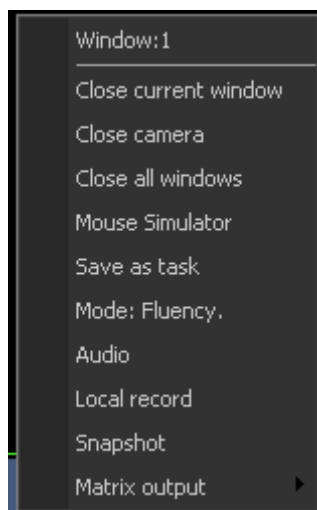 Window:1
Close current window
Close camera
Close all windows
Mouse Simulator
Save as task
Mode: Fluency.
Audio
Local record
Snapshot
Matrix output